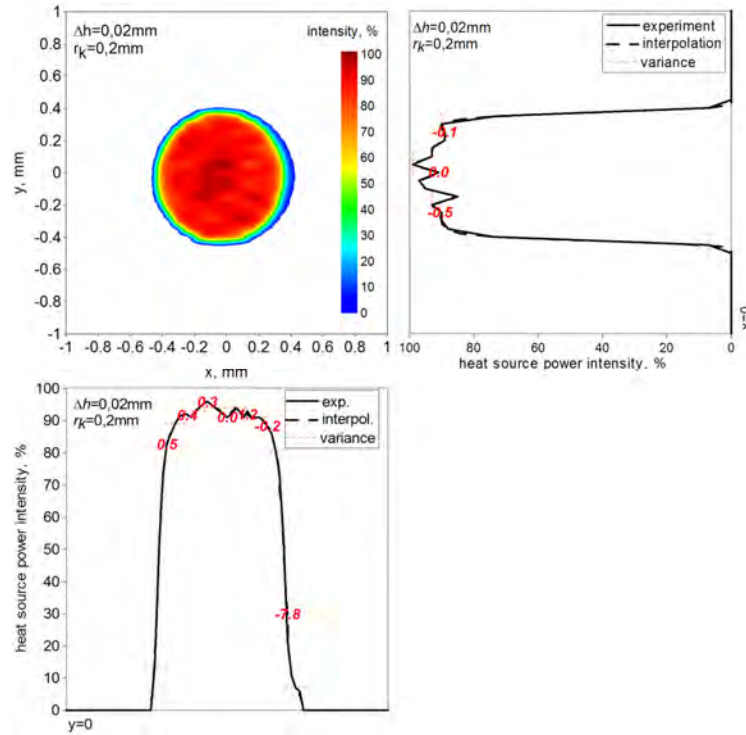 Δh=0,02mm
rK=0,2mm
intensity, %
1
0.8
0.6
0.4
0.2
0
-0.2
-0.4
-0.6
-0.8
-1
y, mm
100
90
80
70
60
50
40
30
20
10
0
-1 -0.8 -0.6 -0.4 -0.2 0 0.2 0.4 0.6 0.8 1
x, mm
Δh=0,02mm
rK=0,2mm
experiment
interpolation
variance
-0.1
0.0
-0.5
x=0
100 80 60 40 20 0
heat source power intensity, %
Δh=0,02mm
rk=0,2mm
exp.
interpol.
variance
100
90
80
70
60
50
40
30
20
10
0
heat source power intensity, %
0.5
0.3
0.0
-0.2
-7.8
y=0